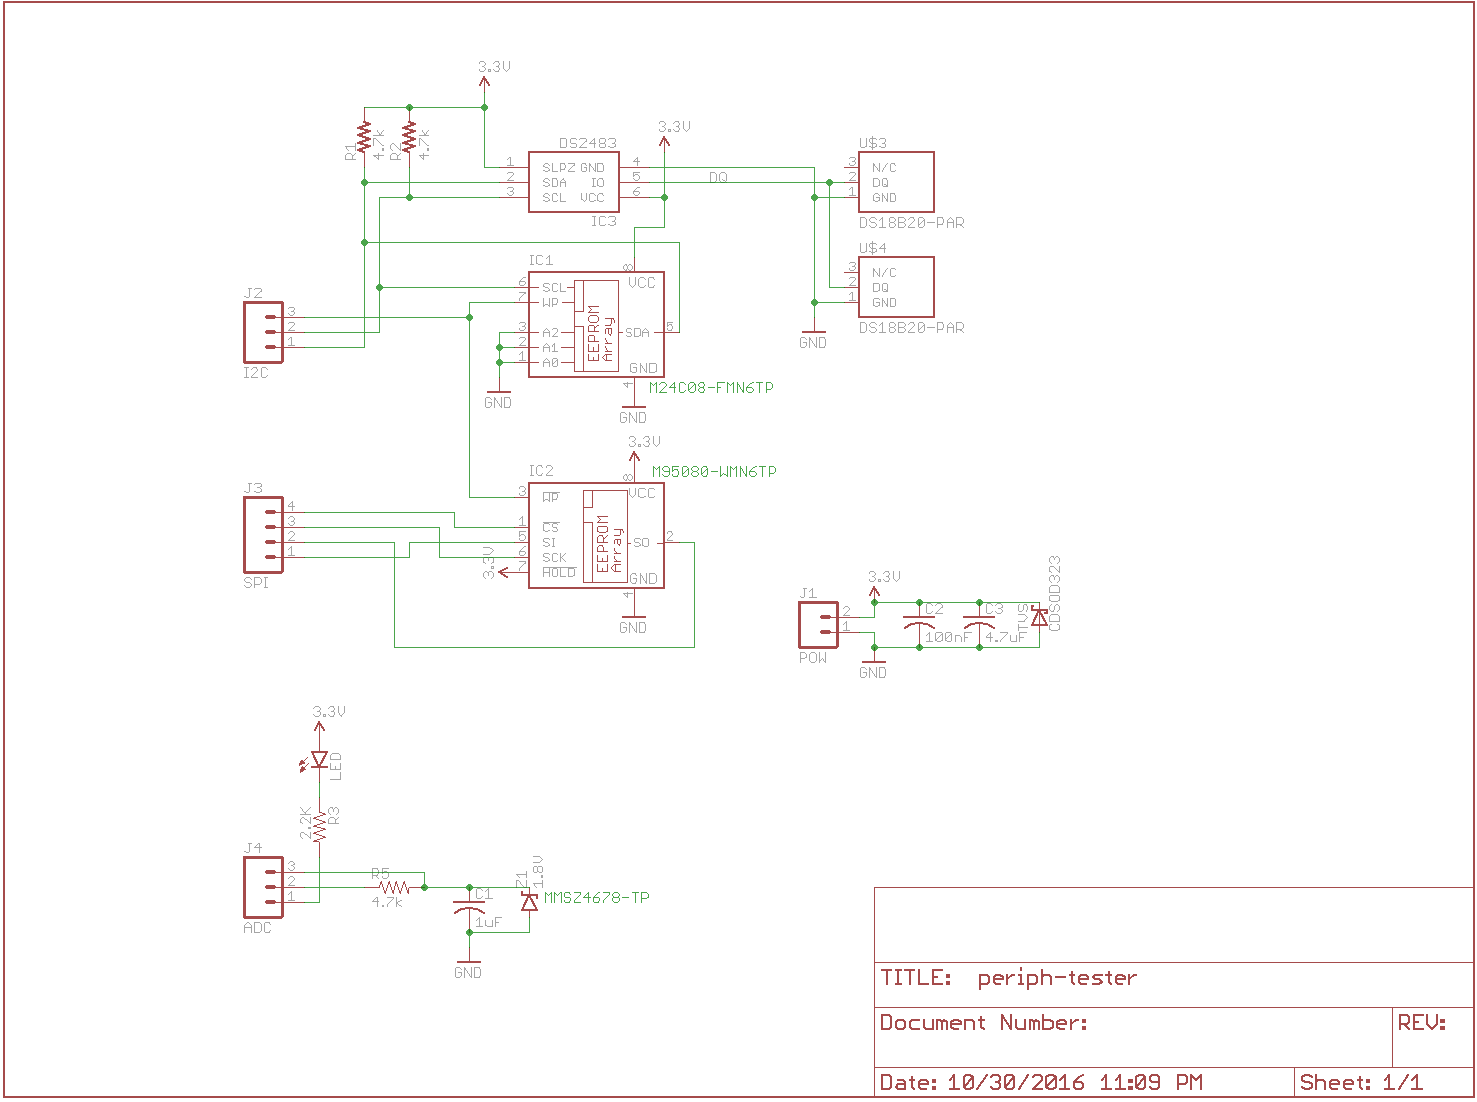 3.3V
R1
4.7k
R2
4.7k
DS2483
1 SLPZ GND 4
2 SDA IO 5
3 SCL VCC 6
IC3
3.3V
DQ
U$3
3 N/C
2 DQ
1 GND
DS18B20-PAR
U$4
3 N/C
2 DQ
1 GND
DS18B20-PAR
GND
IC1
8
VCC
6 SCL
7 WP
3 A2
2 A1
1 A0
EEPROM
Array
SDA 5
GND
4
M24C08-FMN6TP
GND
GND
J2
3
2
1
I2C
3.3V
IC2
M95080-WMN6TP
8
VCC
3 WP
1 CS
5 SI
6 SCK
7 HOLD
EEPROM
Array
SO 2
GND
4
GND
3.3V
J3
4
3
2
1
SPI
J1
2
1
POW
3.3V
C2
100nF
C3
4.7uF
TVS
CDSOD323
GND
3.3V
LED
2.2K
R3
J4
3
2
1
ADC
R5
4.7k
C1
1uF
Z1
1.8V
MMSZ4678-TP
GND
TITLE: periph-tester
Document Number:
REV:
Date: 10/30/2016 11:09 PM
Sheet: 1/1